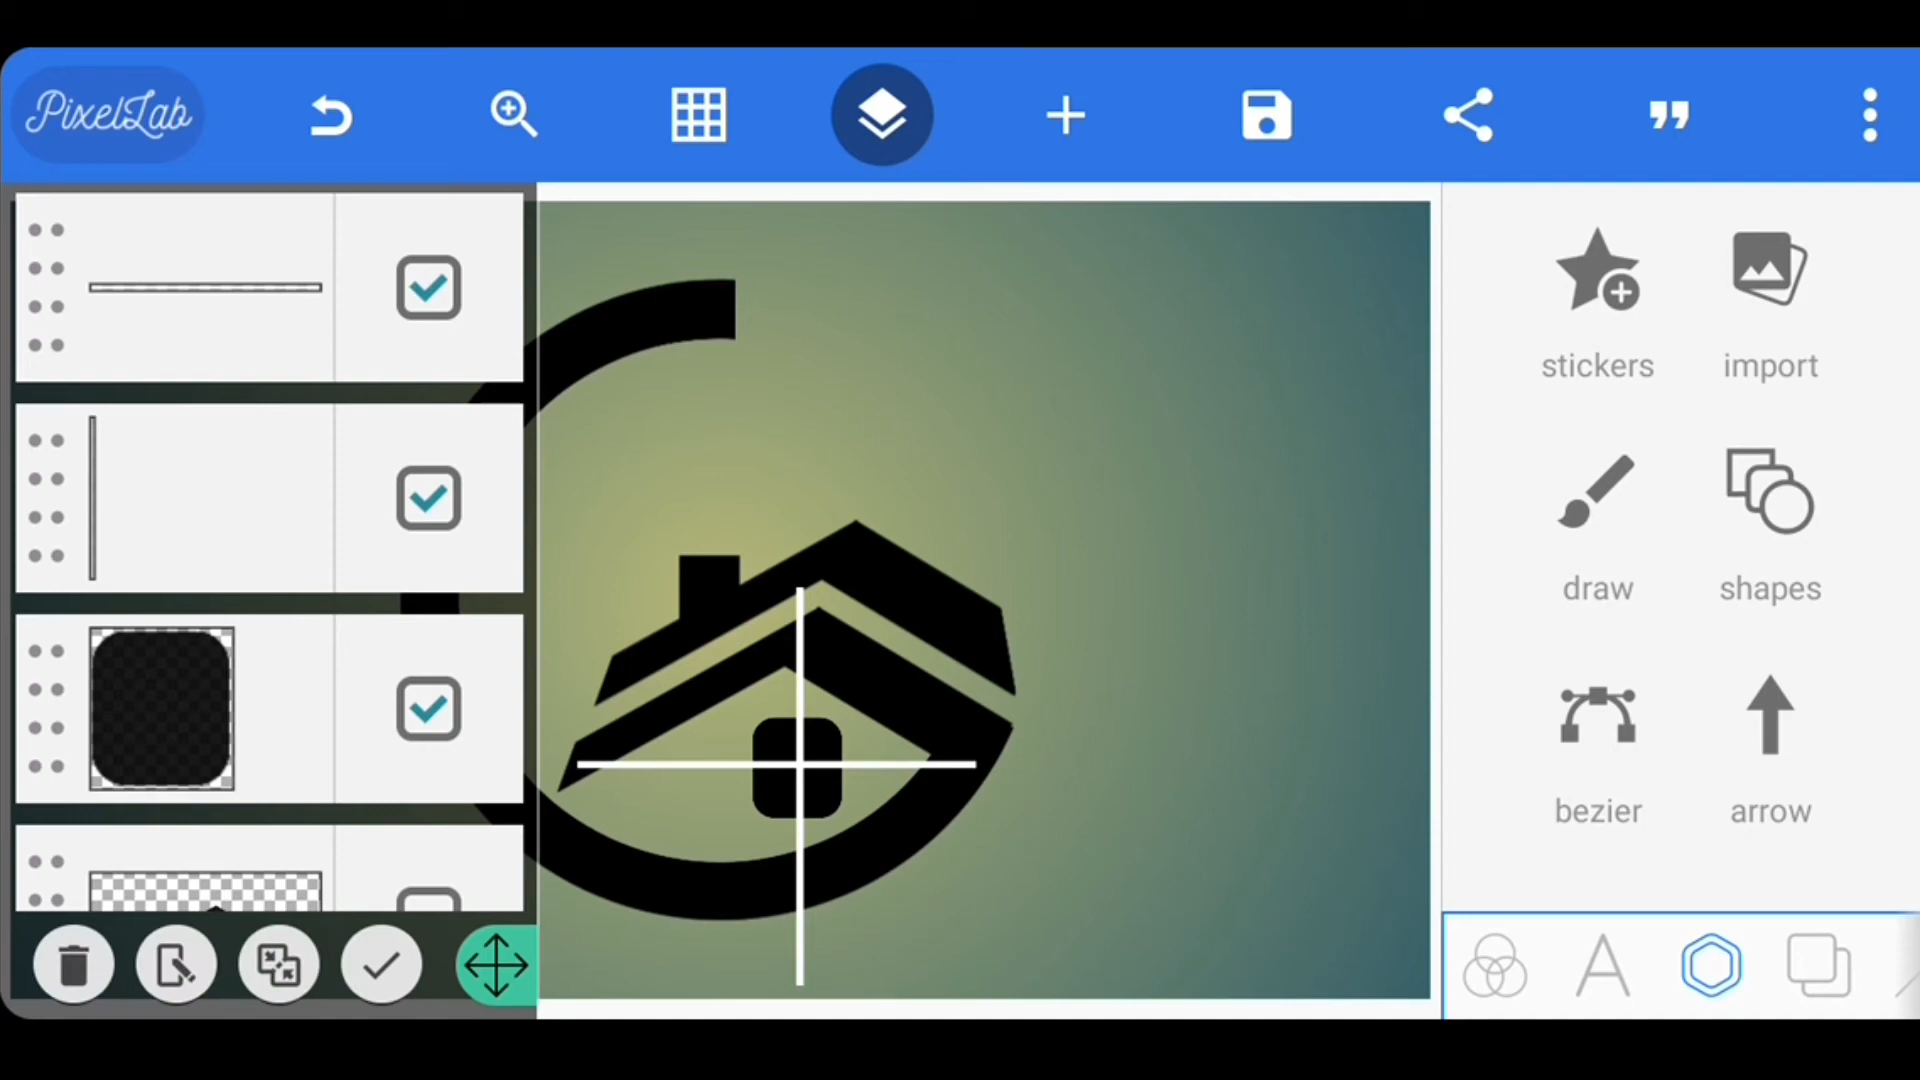 PixelLab
stickers
import
draw
shapes
bezier
arrow